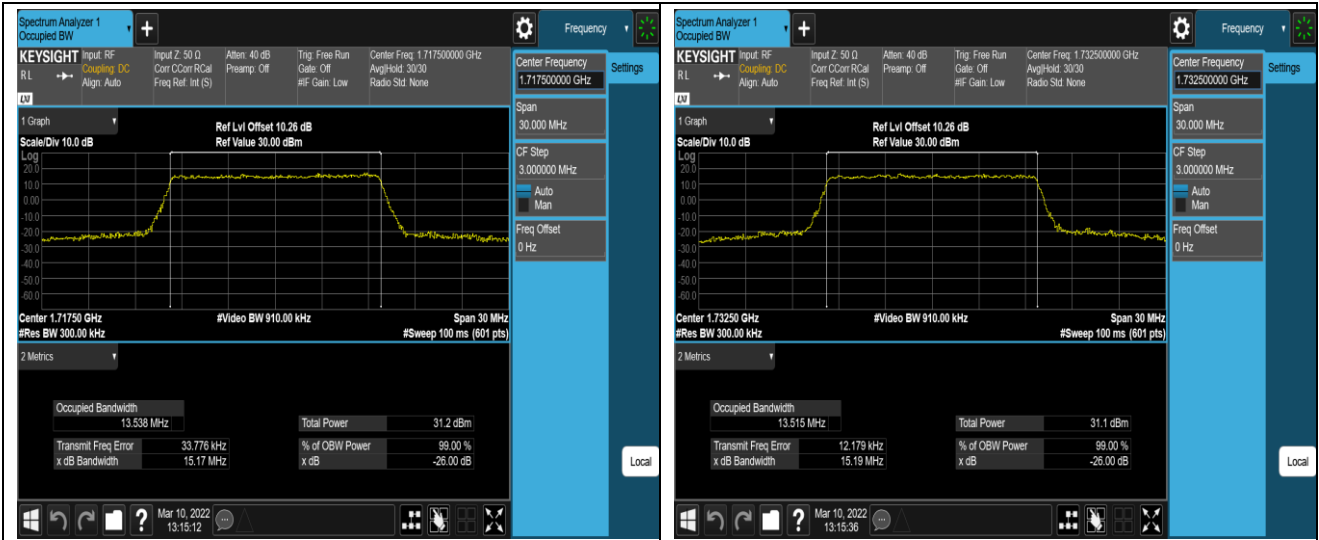 Spectrum Analyzer 1
Occupied BW
+
Frequency
KEYSIGHT
RL
LXI
Input: RF
Coupling: DC
Align: Auto
Input Z: 50 Ω
Corr CCorr RCal
Freq Ref: Int (S)
Atten: 40 dB
Preamp: Off
Trig: Free Run
Gate: Off
#IF Gain: Low
Center Freq: 1.717500000 GHz
Avg|Hold: 30/30
Radio Std: None
Center Frequency
1.717500000 GHz
Settings
Span
30.000 MHz
CF Step
3.000000 MHz
Auto
Man
Freq Offset
0 Hz
Local
1 Graph
Scale/Div 10.0 dB
Ref Lvl Offset 10.26 dB
Ref Value 30.00 dBm
Log
20.0
10.0
0.00
-10.0
-20.0
-30.0
-40.0
-50.0
-60.0
Center 1.71750 GHz
#Video BW 910.00 kHz
Span 30 MHz
#Res BW 300.00 kHz
#Sweep 100 ms (601 pts)
2 Metrics
Occupied Bandwidth
13.538 MHz
Total Power 31.2 dBm
Transmit Freq Error 33.776 kHz
% of OBW Power 99.00 %
x dB Bandwidth 15.17 MHz
x dB -26.00 dB
?
Mar 10, 2022
13:15:12
Spectrum Analyzer 1
Occupied BW
+
Frequency
KEYSIGHT
RL
LXI
Input: RF
Coupling: DC
Align: Auto
Input Z: 50 Ω
Corr CCorr RCal
Freq Ref: Int (S)
Atten: 40 dB
Preamp: Off
Trig: Free Run
Gate: Off
#IF Gain: Low
Center Freq: 1.732500000 GHz
Avg|Hold: 30/30
Radio Std: None
Center Frequency
1.732500000 GHz
Settings
Span
30.000 MHz
CF Step
3.000000 MHz
Auto
Man
Freq Offset
0 Hz
Local
1 Graph
Scale/Div 10.0 dB
Ref Lvl Offset 10.26 dB
Ref Value 30.00 dBm
Log
20.0
10.0
0.00
-10.0
-20.0
-30.0
-40.0
-50.0
-60.0
Center 1.73250 GHz
#Video BW 910.00 kHz
Span 30 MHz
#Res BW 300.00 kHz
#Sweep 100 ms (601 pts)
2 Metrics
Occupied Bandwidth
13.515 MHz
Total Power 31.1 dBm
Transmit Freq Error 12.179 kHz
% of OBW Power 99.00 %
x dB Bandwidth 15.19 MHz
x dB -26.00 dB
?
Mar 10, 2022
13:15:36